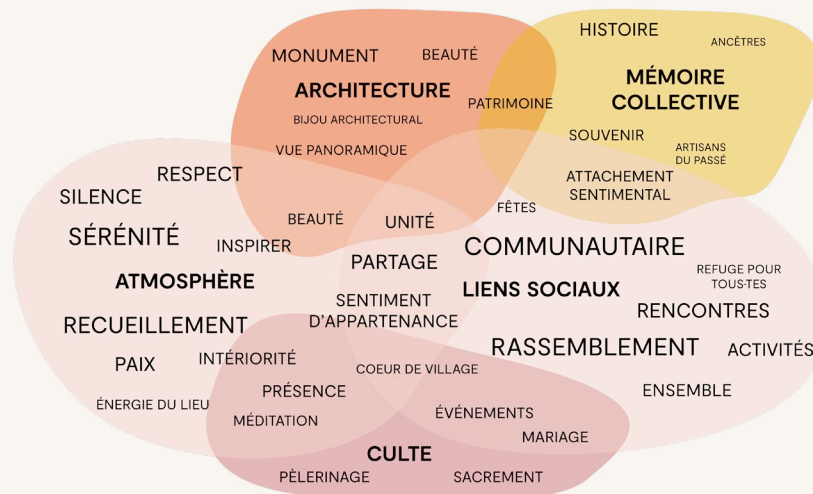 HISTOIRE
ANCÊTRES
MONUMENT
BEAUTÉ
MÉMOIRE
COLLECTIVE
ARCHITECTURE
PATRIMOINE
BIJOU ARCHITECTURAL
SOUVENIR
VUE PANORAMIQUE
ARTISANS
DU PASSÉ
RESPECT
ATTACHEMENT
SENTIMENTAL
SILENCE
FÊTES
BEAUTÉ
UNITÉ
SÉRÉNITÉ
INSPIRER
COMMUNAUTAIRE
PARTAGE
REFUGE POUR
TOUS·TES
ATMOSPHÈRE
LIENS SOCIAUX
SENTIMENT
D'APPARTENANCE
RENCONTRES
RECUEILLEMENT
RASSEMBLEMENT
ACTIVITÉS
PAIX
INTÉRIORITÉ
COEUR DE VILLAGE
PRÉSENCE
ENSEMBLE
ÉNERGIE DU LIEU
MÉDITATION
ÉVÉNEMENTS
MARIAGE
CULTE
PÈLERINAGE
SACREMENT